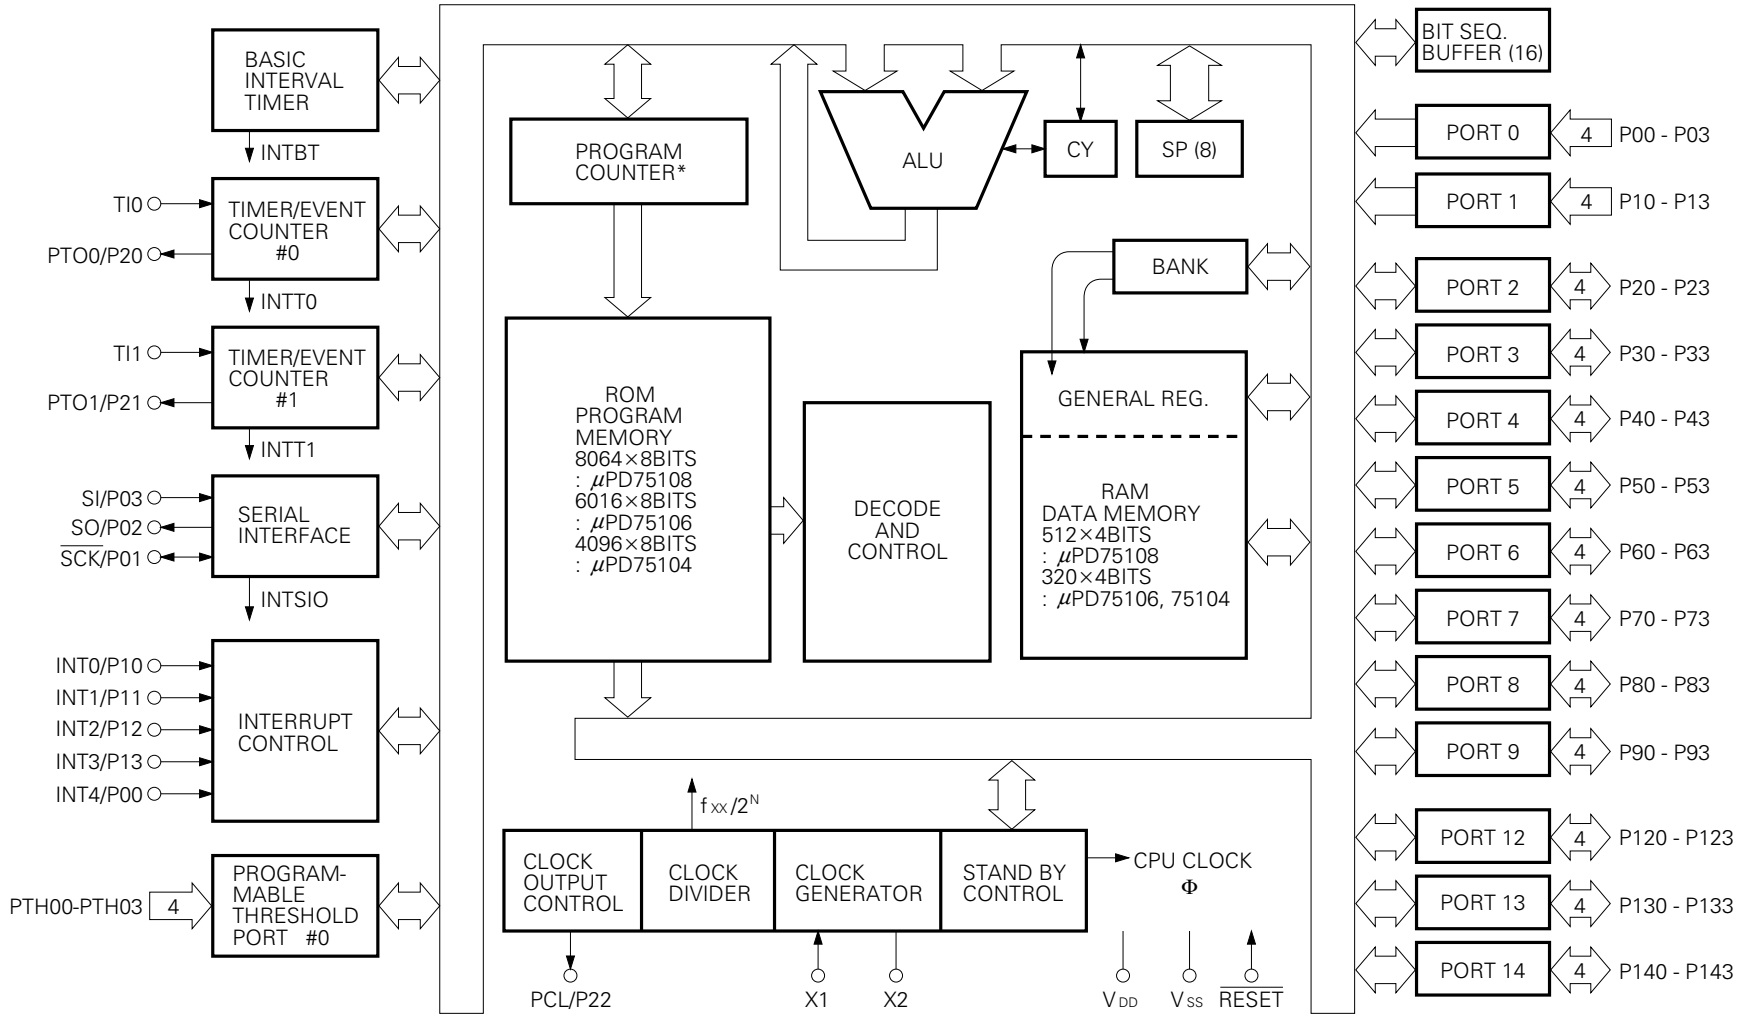 BASIC
INTERVAL
TIMER
INTBT
TI0
PTO0/P20
TIMER/EVENT
COUNTER
#0
INTT0
TI1
PTO1/P21
TIMER/EVENT
COUNTER
#1
INTT1
SI/P03
SO/P02
SCK/P01
SERIAL
INTERFACE
INTSIO
INT0/P10
INT1/P11
INT2/P12
INT3/P13
INT4/P00
INTERRUPT
CONTROL
PTH00-PTH03
4
PROGRAM-
MABLE
THRESHOLD
PORT #0
PROGRAM
COUNTER*
ALU
CY
SP (8)
BANK
ROM
PROGRAM
MEMORY
8064×8BITS
: μPD75108
6016×8BITS
: μPD75106
4096×8BITS
: μPD75104
DECODE
AND
CONTROL
GENERAL REG.
RAM
DATA MEMORY
512×4BITS
: μPD75108
320×4BITS
: μPD75106, 75104
fxx/2^N
CLOCK
OUTPUT
CONTROL
CLOCK
DIVIDER
CLOCK
GENERATOR
STAND BY
CONTROL
CPU CLOCK
Φ
PCL/P22
X1
X2
VDD
VSS
RESET
BIT SEQ.
BUFFER (16)
PORT 0
4
P00 - P03
PORT 1
4
P10 - P13
PORT 2
4
P20 - P23
PORT 3
4
P30 - P33
PORT 4
4
P40 - P43
PORT 5
4
P50 - P53
PORT 6
4
P60 - P63
PORT 7
4
P70 - P73
PORT 8
4
P80 - P83
PORT 9
4
P90 - P93
PORT 12
4
P120 - P123
PORT 13
4
P130 - P133
PORT 14
4
P140 - P143